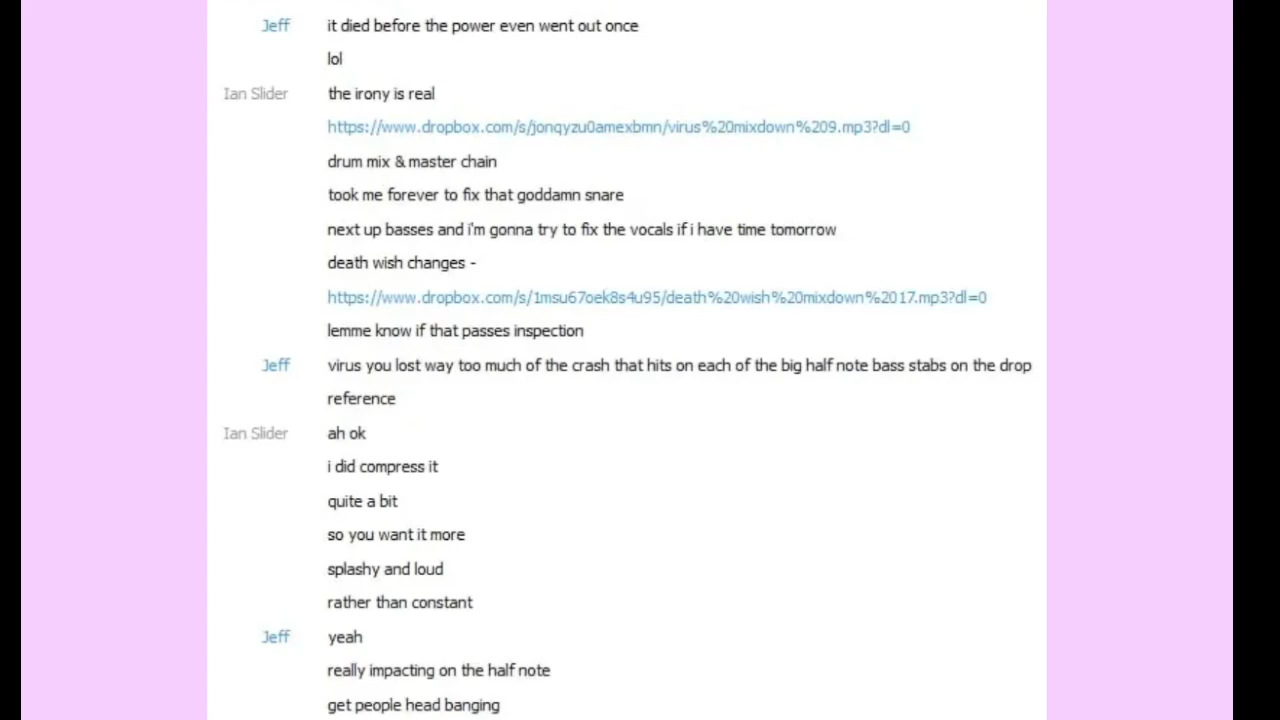 Jeff it died before the power even went out once
lol
Ian Slider the irony is real
https://www.dropbox.com/s/jonqyzu0amexbmn/virus%20mixdown%209.mp3?dl=0
drum mix & master chain
took me forever to fix that goddamn snare
next up basses and i'm gonna try to fix the vocals if i have time tomorrow
death wish changes -
https://www.dropbox.com/s/1msu67oek8s4u95/death%20wish%20mixdown%2017.mp3?dl=0
lemme know if that passes inspection
Jeff virus you lost way too much of the crash that hits on each of the big half note bass stabs on the drop
reference
Ian Slider ah ok
i did compress it
quite a bit
so you want it more
splashy and loud
rather than constant
Jeff yeah
really impacting on the half note
get people head banging